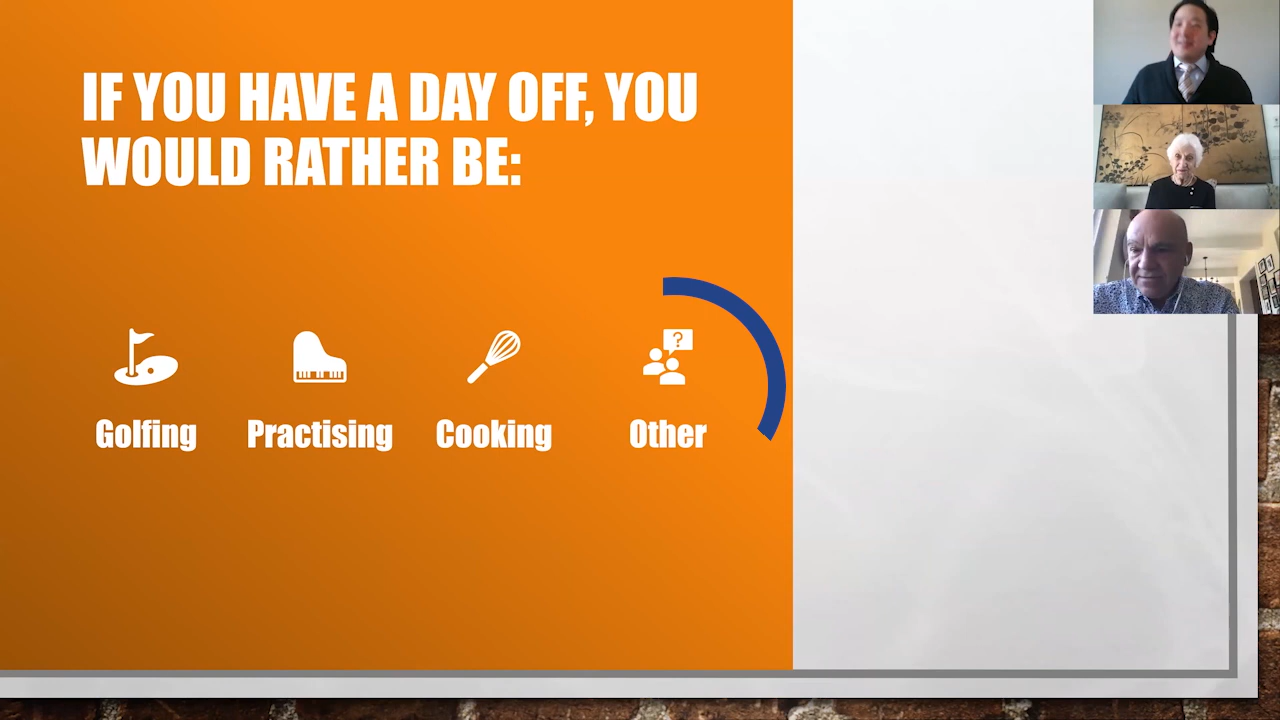 IF YOU HAVE A DAY OFF, YOU
WOULD RATHER BE:
?
Golfing Practising Cooking Other